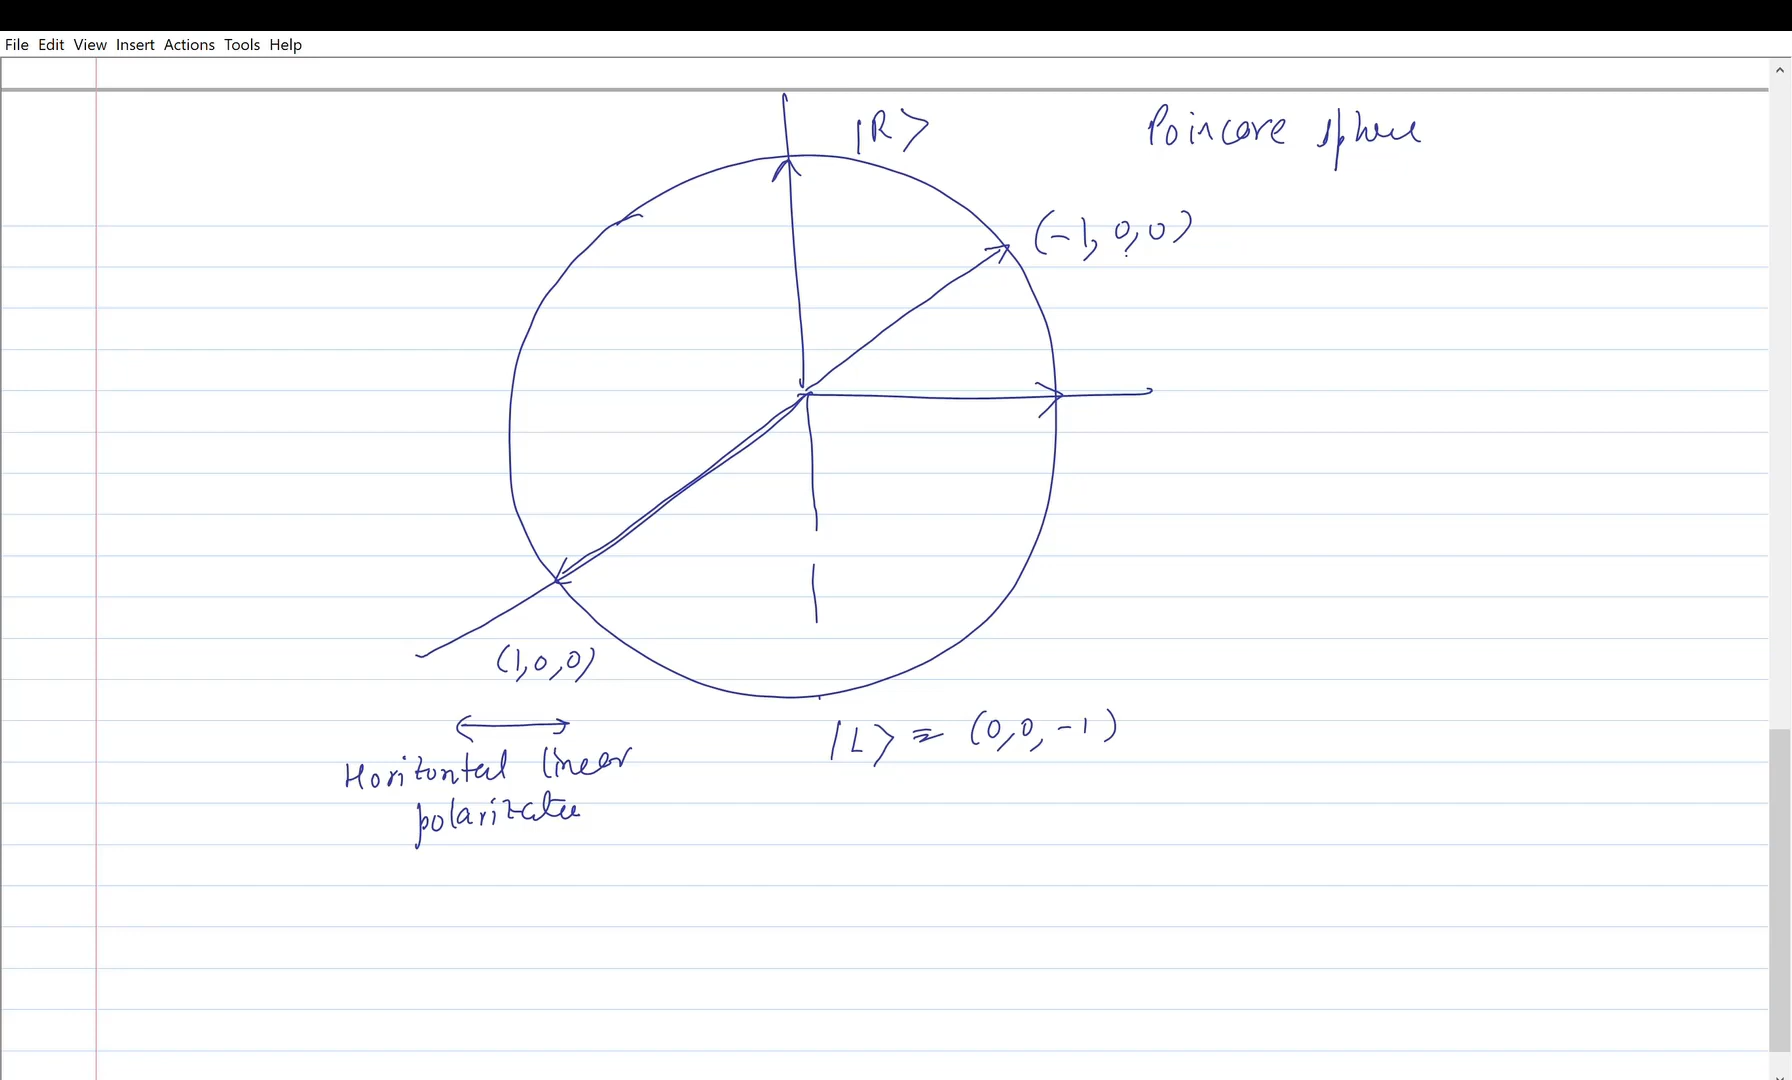 File Edit View Insert Actions Tools Help
|R>
Poincare sphere
(-1, 0, 0)
(1, 0, 0)
|L> ≡ (0, 0, -1)
Horizontal linear
polarization